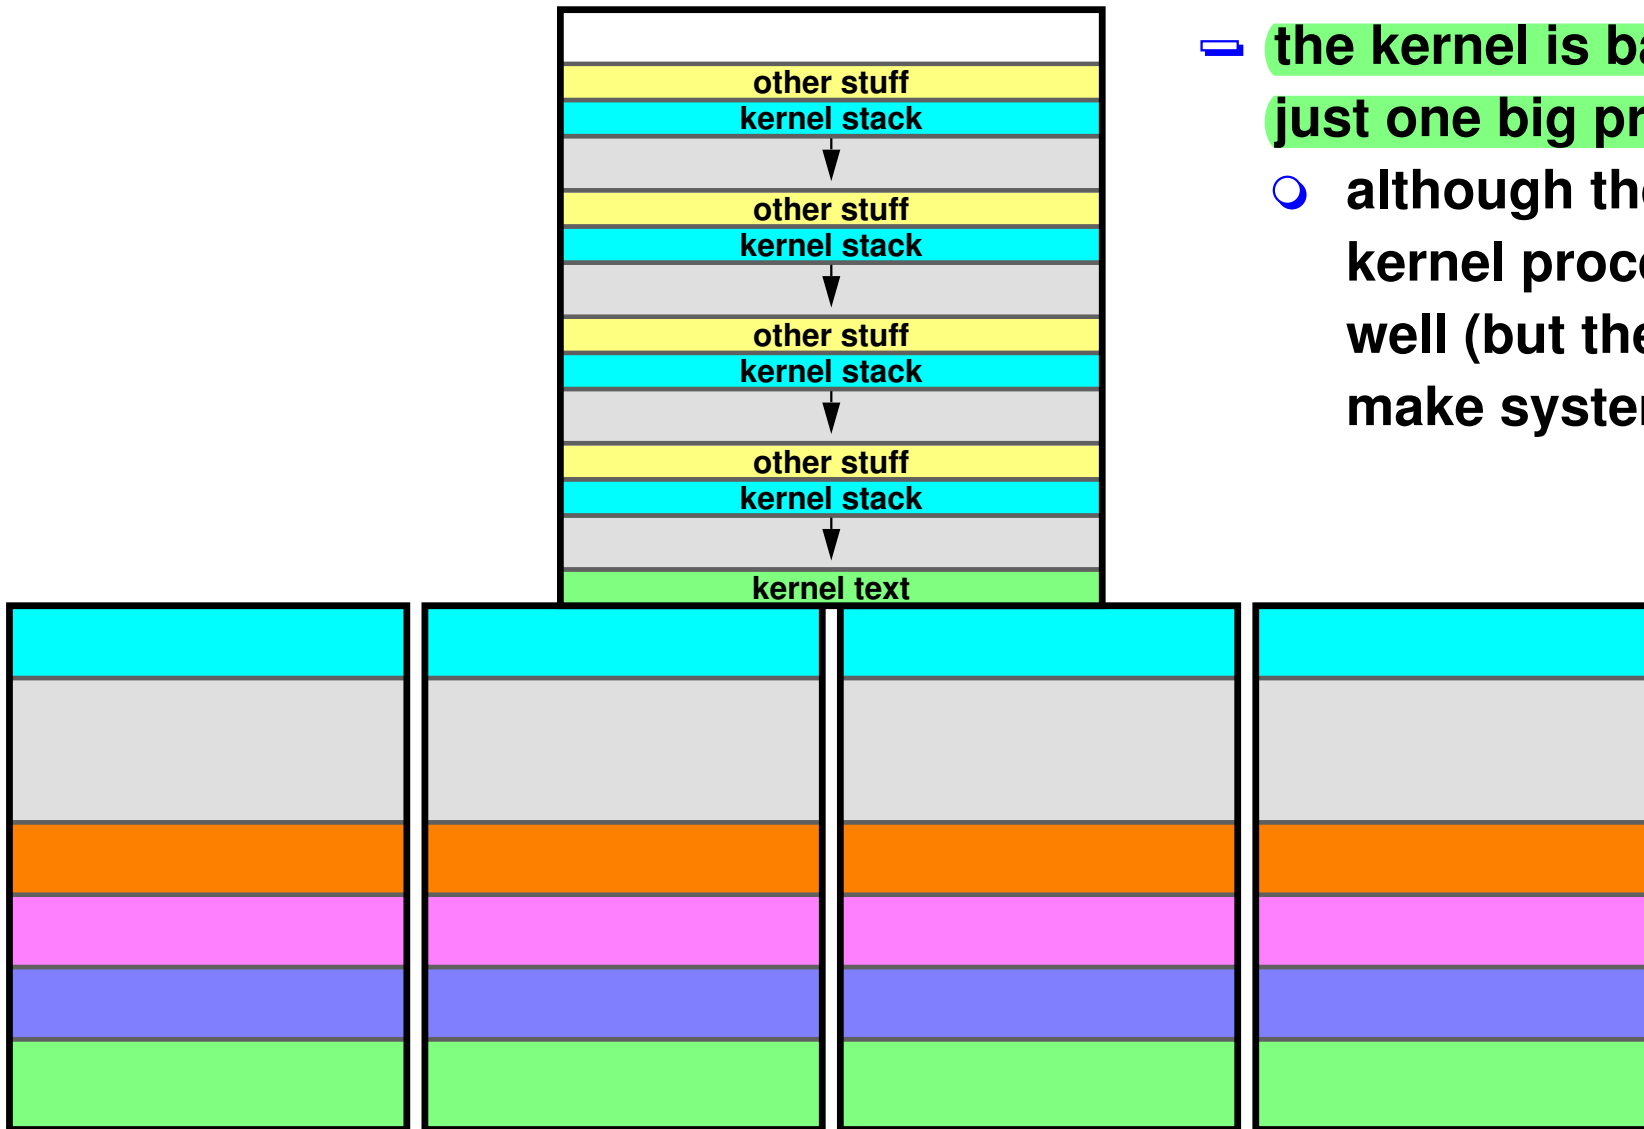 other stuff
kernel stack
other stuff
kernel stack
other stuff
kernel stack
other stuff
kernel stack
kernel text
the kernel is
just one big
although
kernel
well (but
make